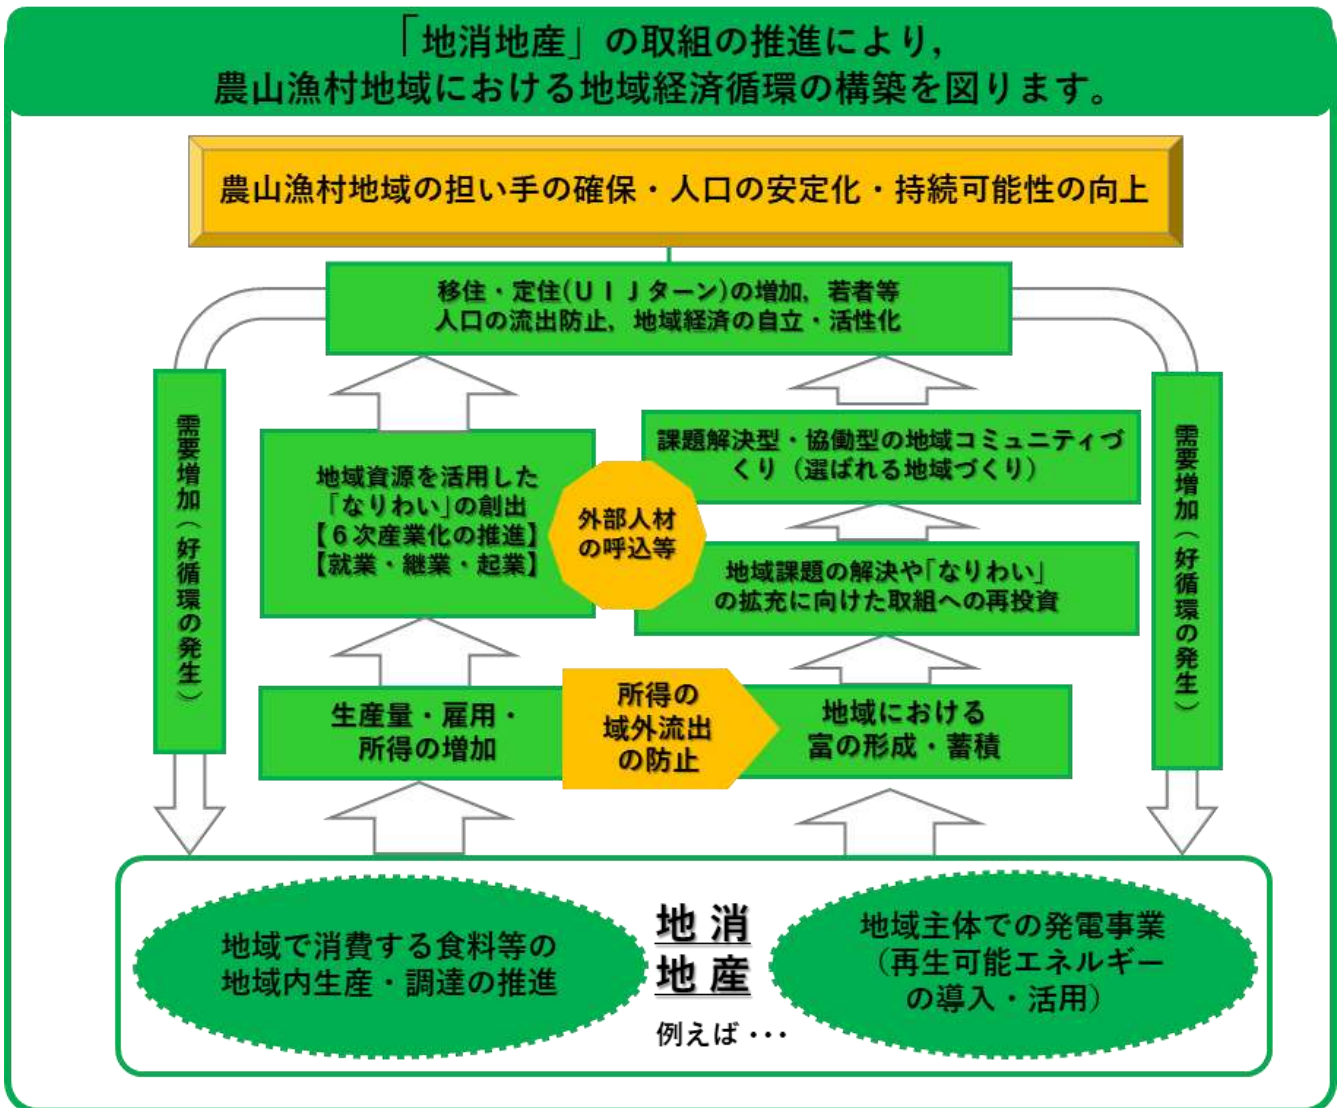 「地消地産」の取組の推進により，
農山漁村地域における地域経済循環の構築を図ります。
農山漁村地域の担い手の確保・人口の安定化・持続可能性の向上
移住・定住(ＵＩＪターン)の増加，若者等
人口の流出防止，地域経済の自立・活性化
需要増加（好循環の発生）
地域資源を活用した
「なりわい」の創出
【６次産業化の推進】
【就業・継業・起業】
外部人材
の呼込等
課題解決型・協働型の地域コミュニティづ
くり（選ばれる地域づくり）
地域課題の解決や「なりわい」
の拡充に向けた取組への再投資
需要増加（好循環の発生）
生産量・雇用・
所得の増加
所得の
域外流出
の防止
地域における
富の形成・蓄積
地域で消費する食料等の
地域内生産・調達の推進
地 消
地 産
例えば・・・
地域主体での発電事業
（再生可能エネルギー
の導入・活用）